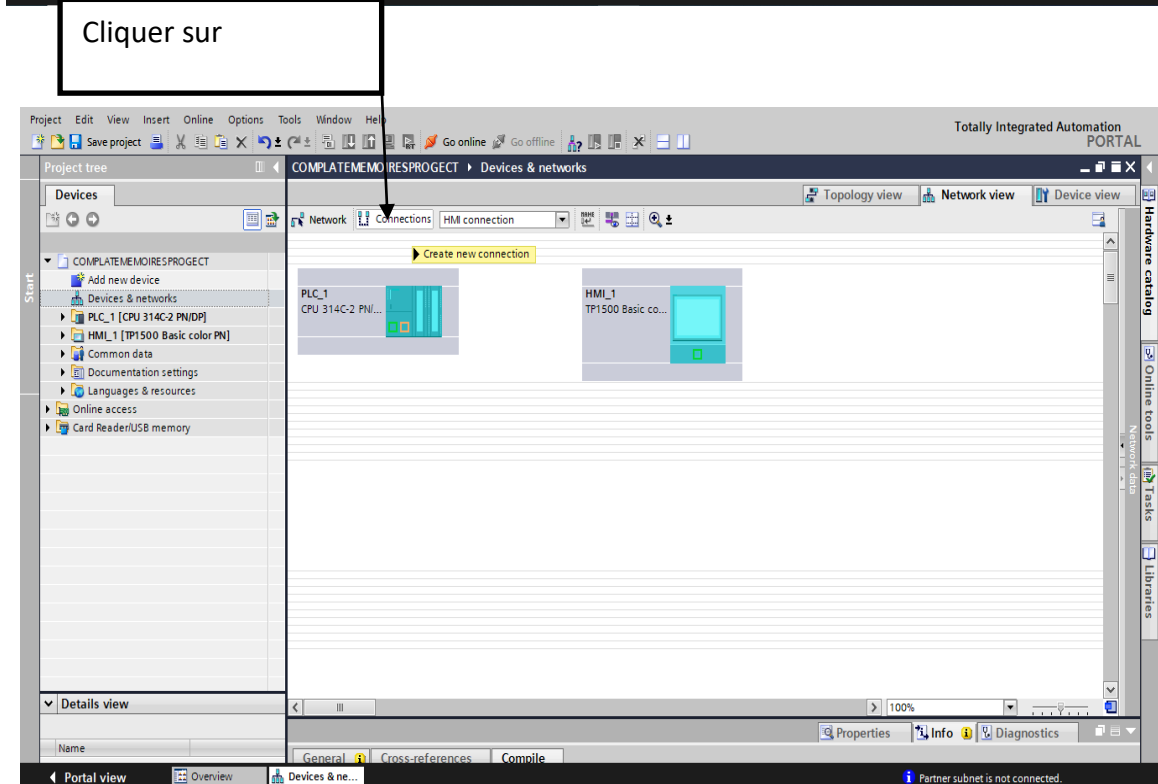 Cliquer sur
Project Edit View Insert Online Options Tools Window Help
Totally Integrated Automation
PORTAL
Save project Go online Go offline
Project tree
COMPLATEMEMOIRESPROGECT Devices & networks
Devices
Topology view Network view Device view
Network Connections HMI connection
Create new connection
COMPLATEMEMOIRESPROGECT
Add new device
Devices & networks
PLC_1 [CPU 314C-2 PN/DP]
HMI_1 [TP1500 Basic color PN]
Common data
Documentation settings
Languages & resources
Online access
Card Reader/USB memory
PLC_1
CPU 314C-2 PN/...
HMI_1
TP1500 Basic co...
Start
Hardware catalog
Online tools
Tasks
Libraries
Network data
Details view
100%
Properties Info Diagnostics
Name
General Cross-references Compile
Portal view Overview Devices & ne...
Partner subnet is not connected.